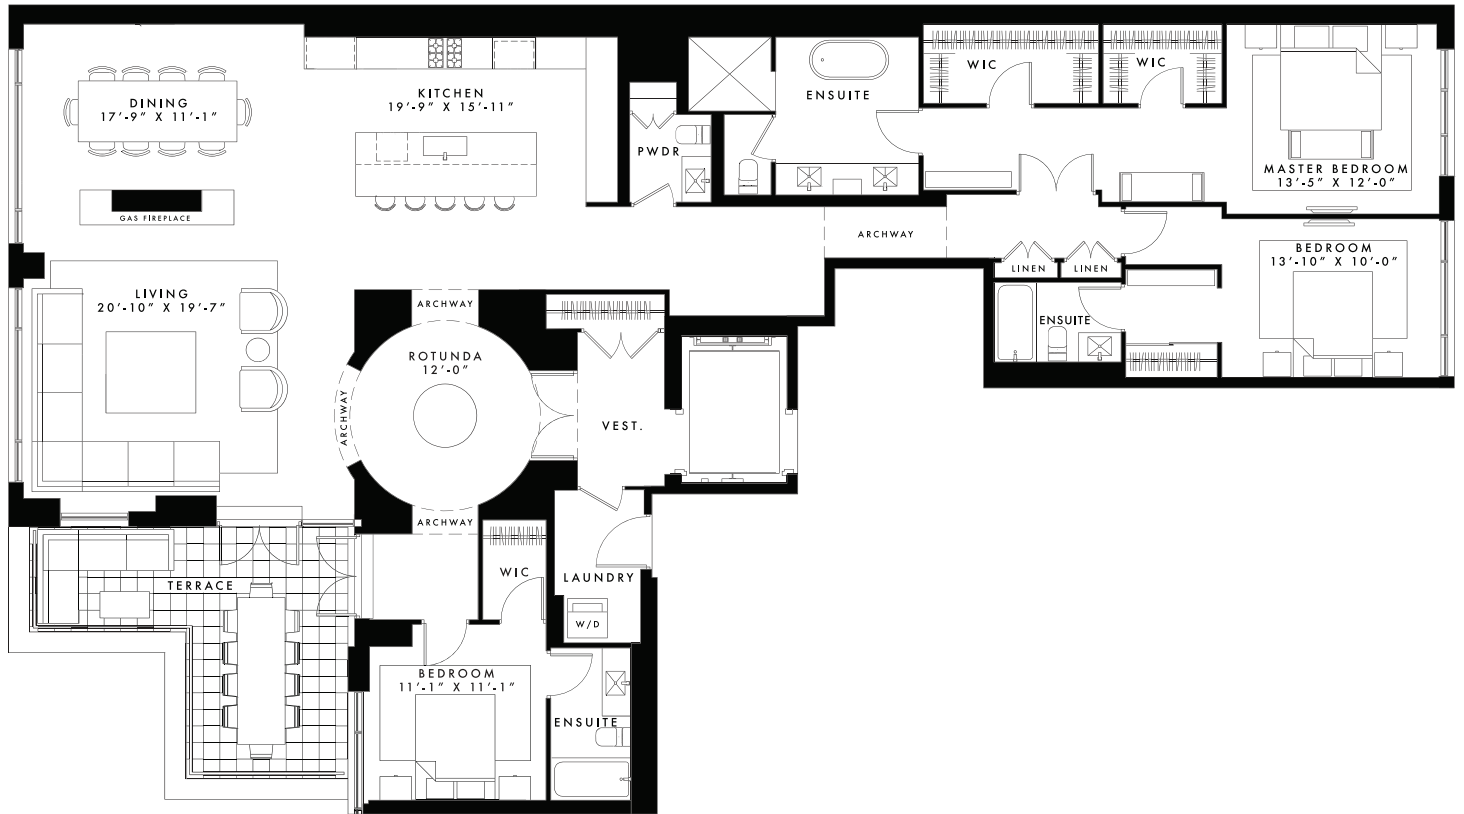 DINING
17'-9" X 11'-1"
GAS FIREPLACE
KITCHEN
19'-9" X 15'-11"
PWDR
ENSUITE
WIC
WIC
MASTER BEDROOM
13'-5" X 12'-0"
ARCHWAY
LINEN
LINEN
BEDROOM
13'-10" X 10'-0"
ENSUITE
LIVING
20'-10" X 19'-7"
ARCHWAY
ROTUNDA
12'-0"
ARCHWAY
VEST.
ARCHWAY
TERRACE
WIC
LAUNDRY
W/D
BEDROOM
11'-1" X 11'-1"
ENSUITE